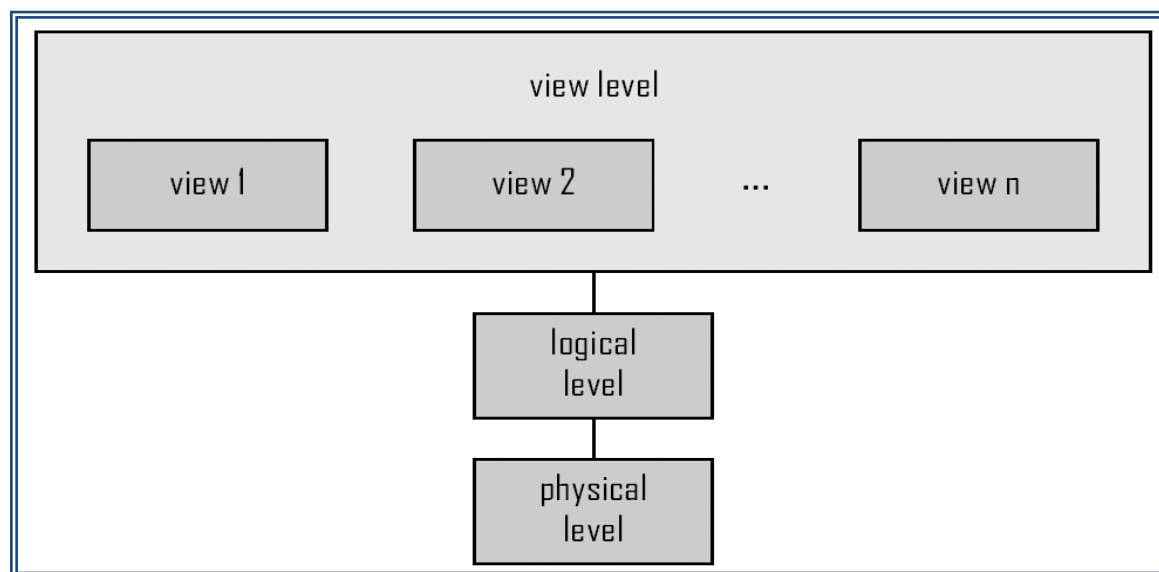 view level
view 1
view 2
...
view n
logical
level
physical
level